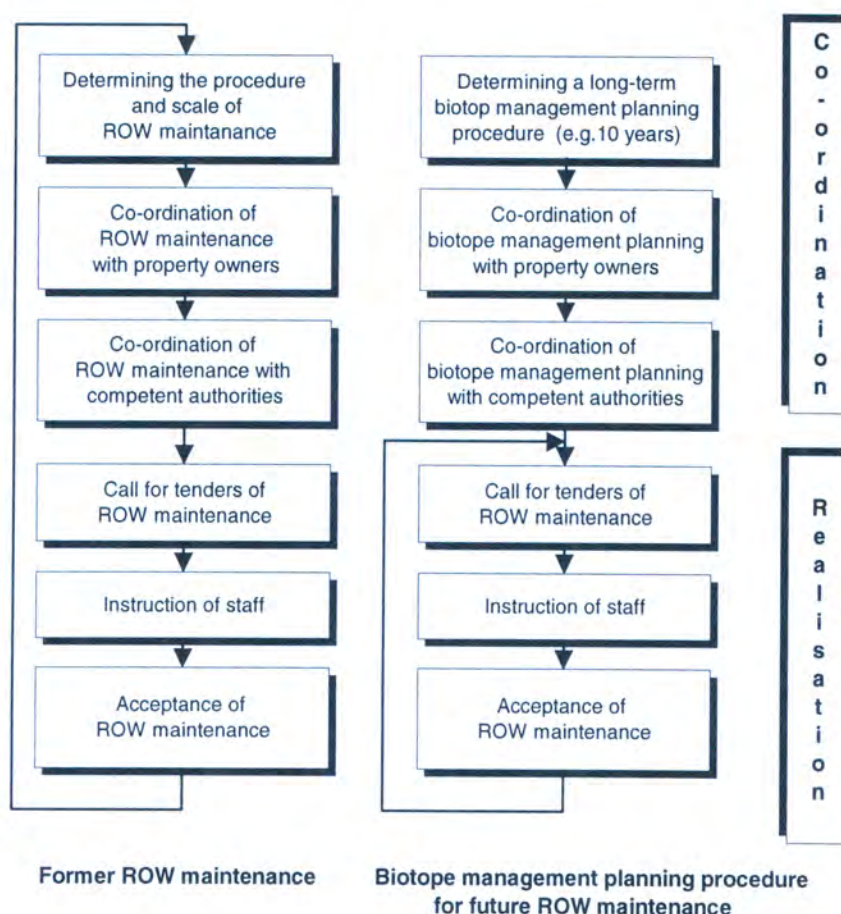 Determining the procedure
and scale of
ROW maintanance
Co-ordination of
ROW maintenance
with property owners
Co-ordination of
ROW maintenance with
competent authorities
Call for tenders of
ROW maintenance
Instruction of staff
Acceptance of
ROW maintenance
Former ROW maintenance
Determining a long-term
biotop management planning
procedure (e.g.10 years)
Co-ordination of
biotope management planning
with property owners
Co-ordination of
biotope management planning
with competent authorities
Call for tenders of
ROW maintenance
Instruction of staff
Acceptance of
ROW maintenance
Biotope management planning procedure
for future ROW maintenance
Co-ordination
Realisation